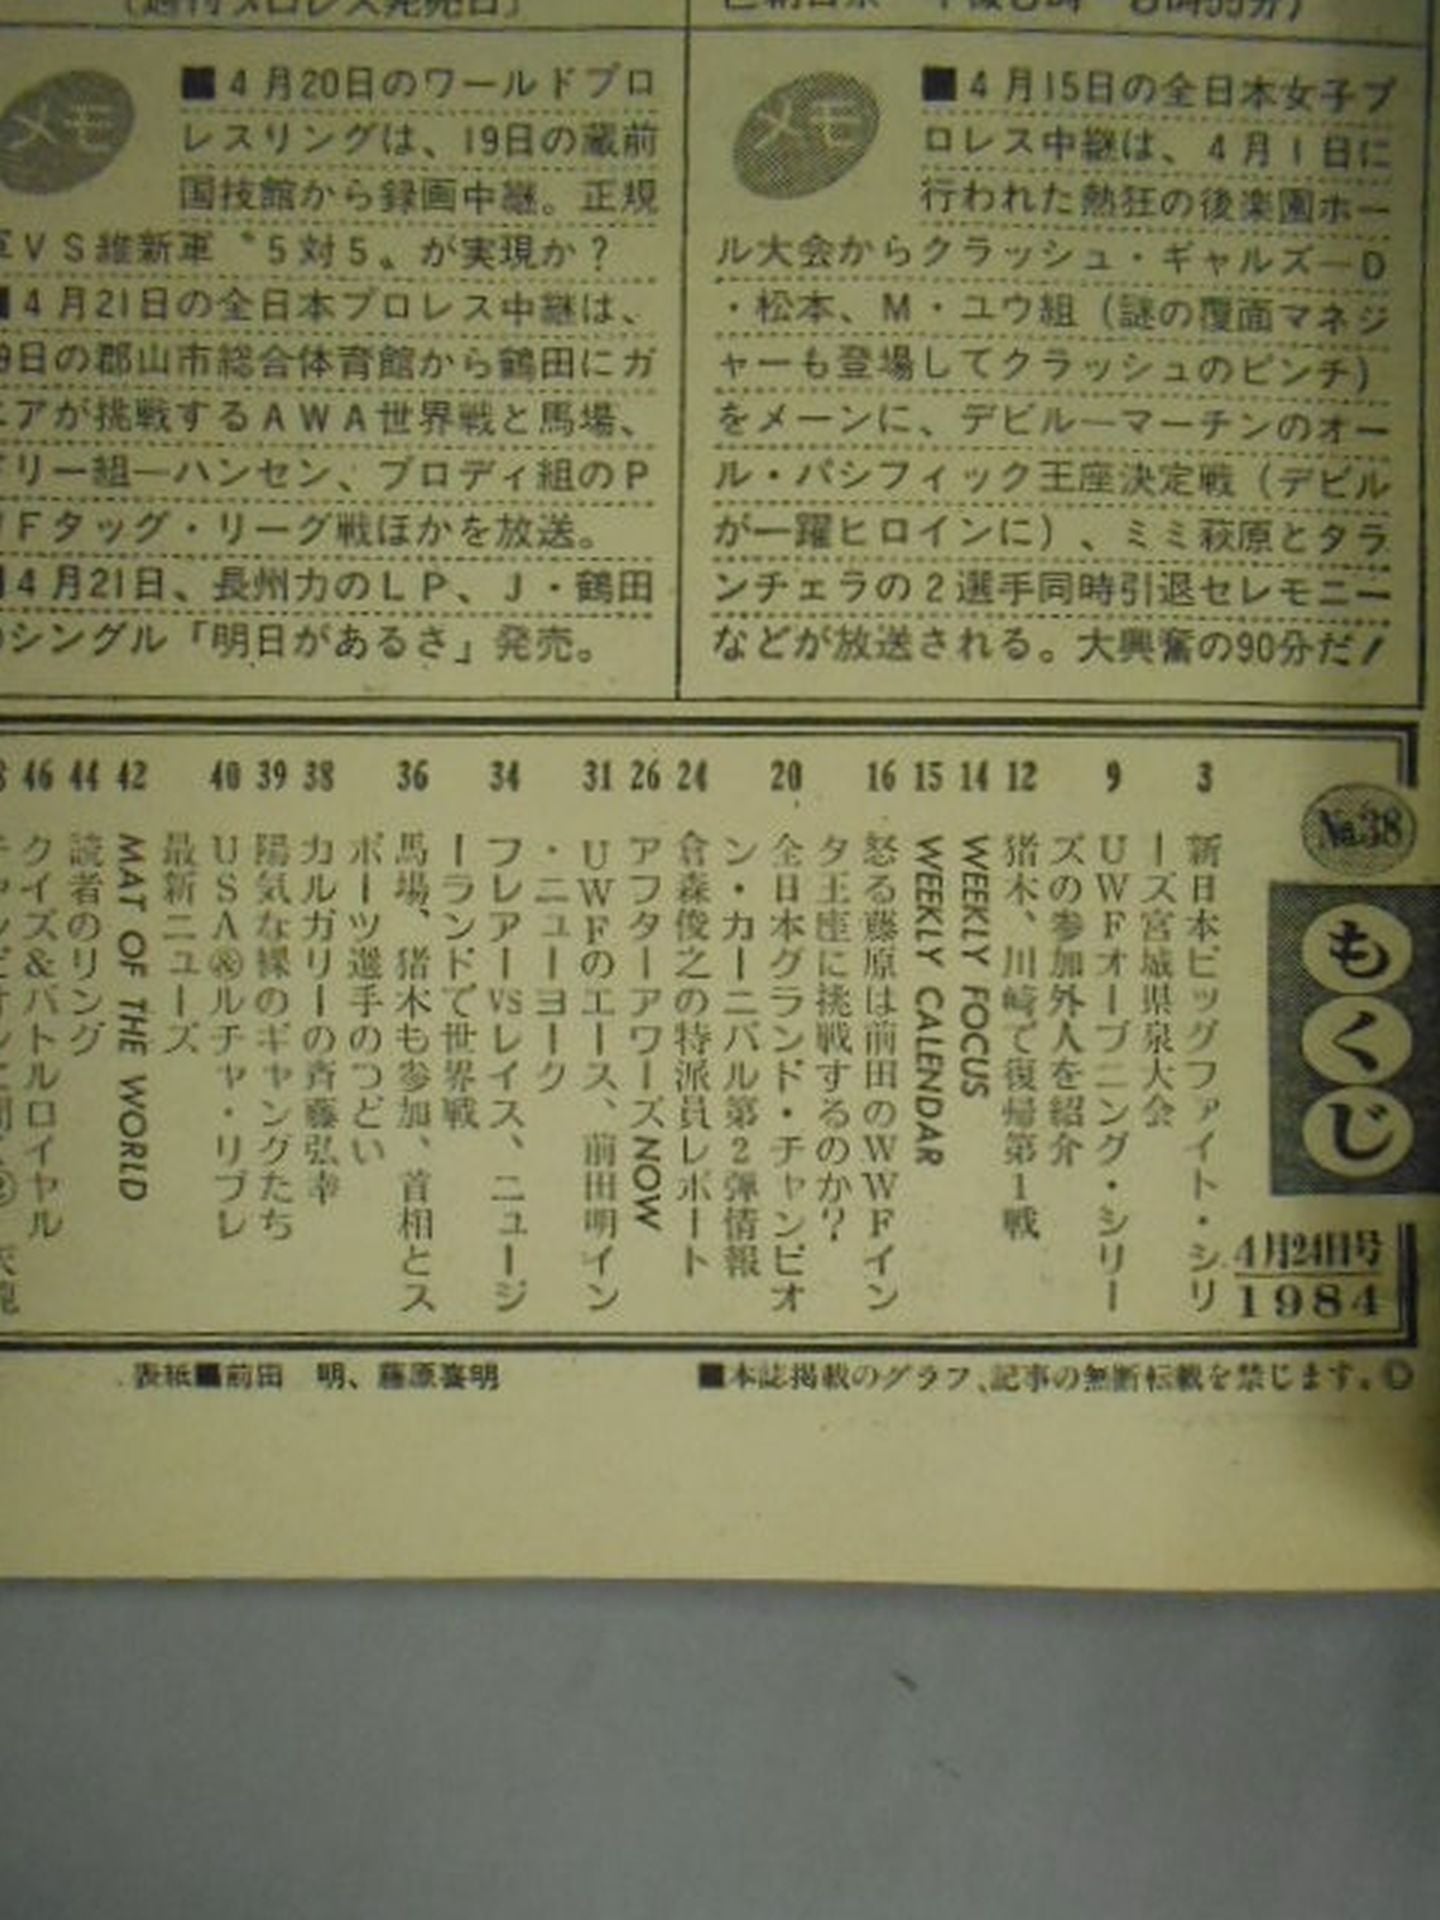 メモ
■4月15日の全日本女子プ
ロレス中継は、4月1日に
行われた熱狂の後楽園ホー
ル大会からクラッシュ・ギャルズ―D
・松本、M・ユウ組（謎の覆面マネジ
ャーも登場してクラッシュのピンチ）
をメーンに、デビル―マーチンのオー
ル・パシフィック王座決定戦（デビル
が一躍ヒロインに）、ミミ萩原とタラ
ンチェラの2選手同時引退セレモニー
などが放送される。大興奮の90分だ！
メモ
■4月20日のワールドプロ
レスリングは、19日の蔵前
国技館から録画中継。正規
VS維新軍〝5対5〟が実現か？
■4月21日の全日本プロレス中継は、
9日の郡山市総合体育館から鶴田にガ
ニアが挑戦するAWA世界戦と馬場、
ドリー組―ハンセン、ブロディ組のP
Fタッグ・リーグ戦ほかを放送。
4月21日、長州力のLP、J・鶴田
のシングル「明日があるさ」発売。
No.38
もくじ
4月24日号
1984
3 新日本ビッグファイト・シリ
ーズ宮城県泉大会
9 UWFオープニング・シリー
ズの参加外人を紹介
12 猪木、川崎で復帰第1戦
14 WEEKLY FOCUS
15 WEEKLY CALENDAR
16 怒る藤原は前田のWWFイン
タ王座に挑戦するのか？
20 全日本グランド・チャンピオ
ン・カーニバル第2弾情報
24 倉森俊之の特派員レポート
26 アフターアワーズNOW
31 UWFのエース、前田明イン
・ニューヨーク
34 フレアーVSレイス、ニュージ
ーランドで世界戦
36 馬場、猪木も参加、首相とス
ポーツ選手のつどい
38 カルガリーの斉藤弘幸
39 陽気な裸のギャングたち
40 USA&ルチャ・リブレ
最新ニュース
42 MAT OF THE WORLD
44 読者のリング
46 クイズ&バトルロイヤル
■本誌掲載のグラフ、記事の無断転載を禁じます。©
表紙■前田 明、藤原喜明